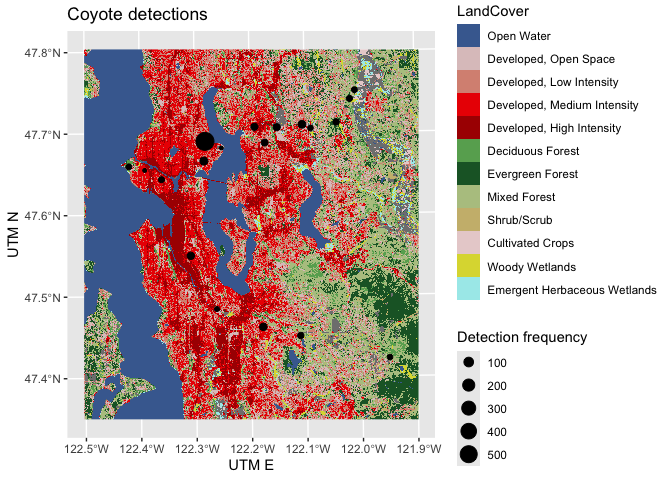 Coyote detections
47.8°N
47.7°N
47.6°N
47.5°N
47.4°N
UTM N
122.5°W
122.4°W
122.3°W
122.2°W
122.1°W
122.0°W
121.9°W
UTM E
LandCover
Open Water
Developed, Open Space
Developed, Low Intensity
Developed, Medium Intensity
Developed, High Intensity
Deciduous Forest
Evergreen Forest
Mixed Forest
Shrub/Scrub
Cultivated Crops
Woody Wetlands
Emergent Herbaceous Wetlands
Detection frequency
100
200
300
400
500